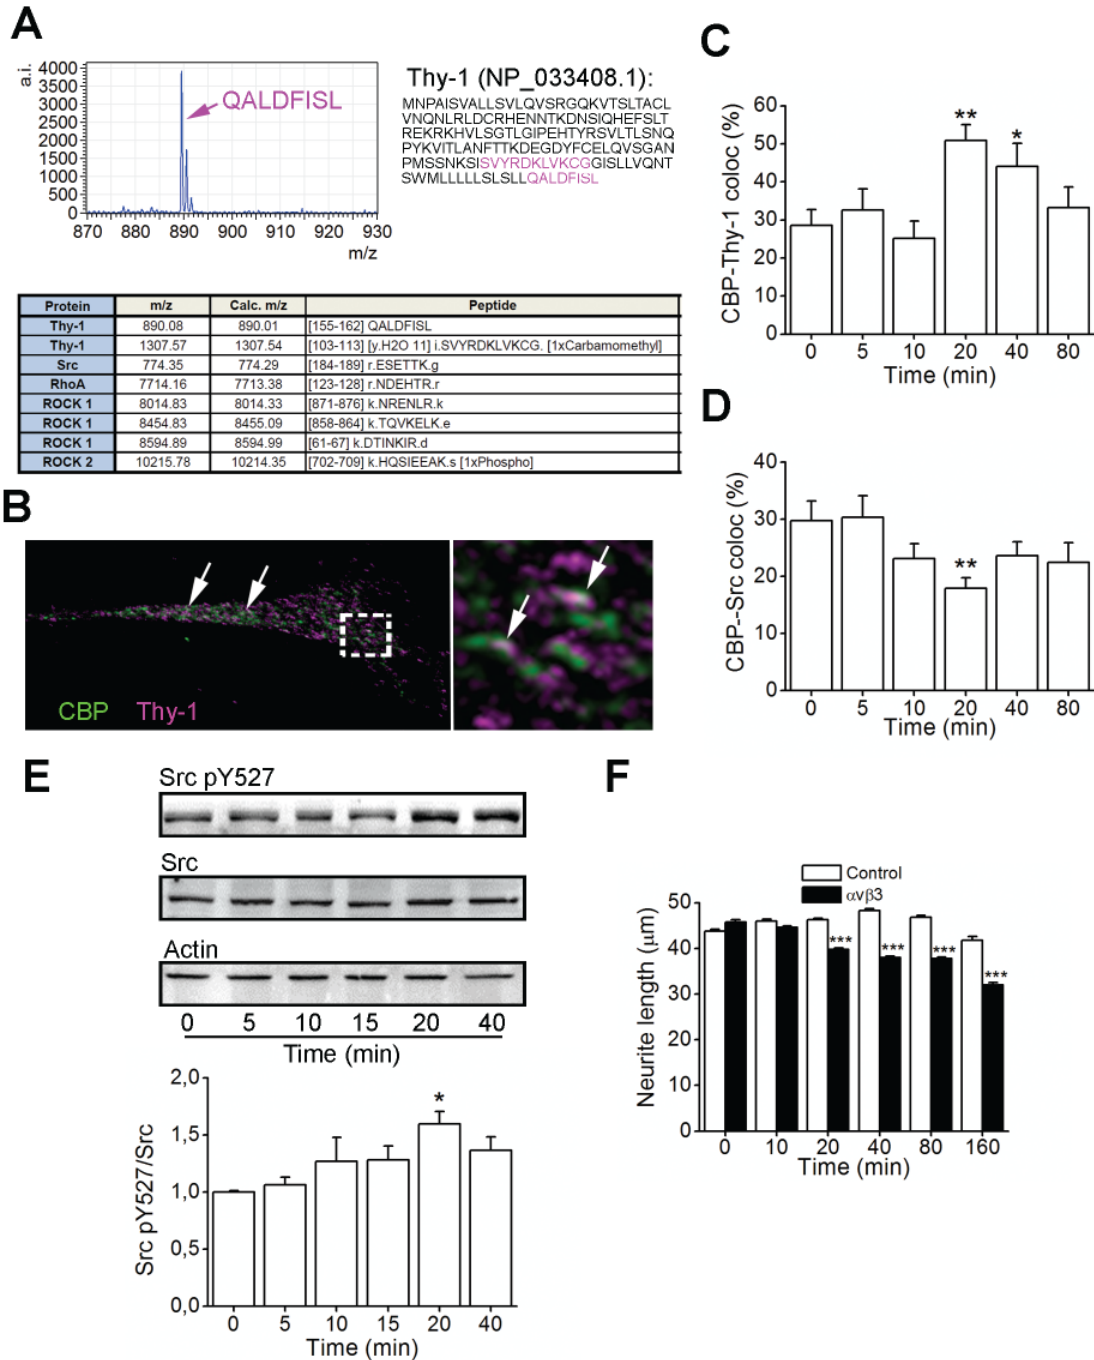 A
a.i.
4000
3500
3000
2500
2000
1500
1000
500
0
870 880 890 900 910 920 930
m/z
QALDFISL
Thy-1 (NP_033408.1):
MNPAISVALLSVLQVSRGQKVTSLTACL
VNQNLRLDCRHENNTKDNSIQHEFSLT
REKRKHVLSGTLGIPEHTYRSVLTLSNQ
PYKVITLANFTTKDEGDYFCELQVSGAN
PMSSNKSISVYRDKLVKCGGISLLVQNT
SWMLLLLLSLSLLQALDFISL
Protein m/z Calc. m/z Peptide
Thy-1 890.08 890.01 [155-162] QALDFISL
Thy-1 1307.57 1307.54 [103-113] [y.H2O 11] i.SVYRDKLVKCG. [1xCarbamomethyl]
Src 774.35 774.29 [184-189] r.ESETTK.g
RhoA 7714.16 7713.38 [123-128] r.NDEHTR.r
ROCK 1 8014.83 8014.33 [871-876] k.NRENLR.k
ROCK 1 8454.83 8455.09 [858-864] k.TQVKELK.e
ROCK 1 8594.89 8594.99 [61-67] k.DTINKIR.d
ROCK 2 10215.78 10214.35 [702-709] k.HQSIEEAK.s [1xPhospho]
B
CBP Thy-1
C
CBP-Thy-1 coloc (%)
60
50
40
30
20
10
0
** *
0 5 10 20 40 80
Time (min)
D
CBP--Src coloc (%)
40
30
20
10
0
**
0 5 10 20 40 80
Time (min)
E
Src pY527
Src
Actin
0 5 10 15 20 40
Time (min)
Src pY527/Src
2,0
1,5
1,0
0,5
0,0
*
0 5 10 15 20 40
Time (min)
F
Control
αvβ3
Neurite length (μm)
50
40
30
20
10
0
*** *** *** ***
0 10 20 40 80 160
Time (min)